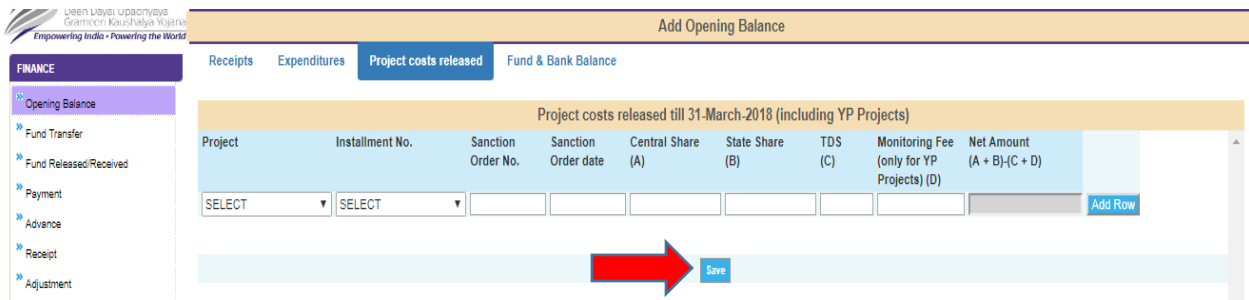 Deen Dayal Upadhyaya
Grameen Kaushalya Yojana
Empowering India • Powering the World
Add Opening Balance
FINANCE
Opening Balance
Fund Transfer
Fund Released/Received
Payment
Advance
Receipt
Adjustment
Receipts Expenditures Project costs released Fund & Bank Balance
Project costs released till 31-March-2018 (including YP Projects)
Project
Installment No.
Sanction
Order No.
Sanction
Order date
Central Share
(A)
State Share
(B)
TDS
(C)
Monitoring Fee
(only for YP
Projects) (D)
Net Amount
(A + B)-(C + D)
SELECT SELECT Add Row
Save